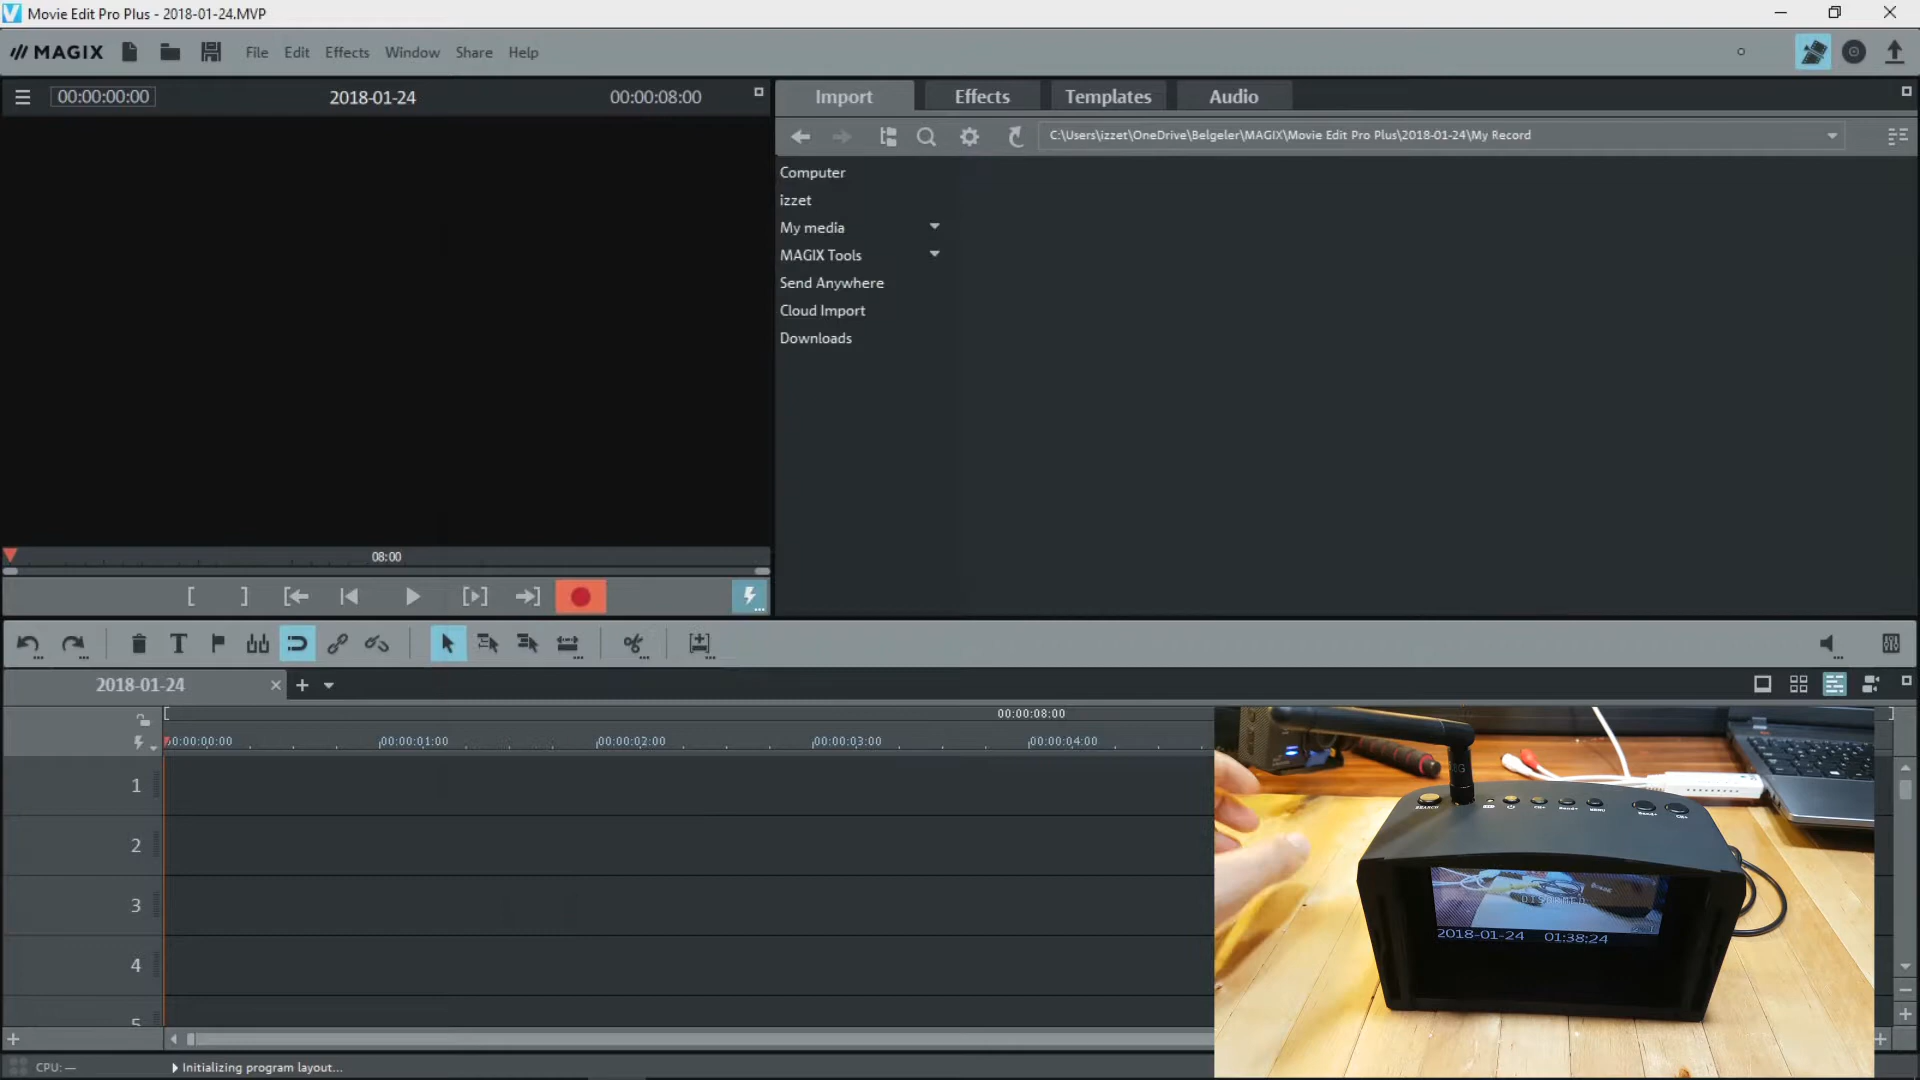 Movie Edit Pro Plus - 2018-01-24.MVP
MAGIX File Edit Effects Window Share Help
00:00:00:00 2018-01-24 00:00:08:00
Import Effects Templates Audio
C:\Users\izzet\OneDrive\Belgeler\MAGIX\Movie Edit Pro Plus\2018-01-24\My Record
Computer
izzet
My media
MAGIX Tools
Send Anywhere
Cloud Import
Downloads
08:00
2018-01-24
00:00:08:00
00:00:00:00 00:00:01:00 00:00:02:00 00:00:03:00 00:00:04:00
1
2
3
4
5
SEARCH
DISARMED
2018-01-24 01:38:24
CPU: —
Initializing program layout...